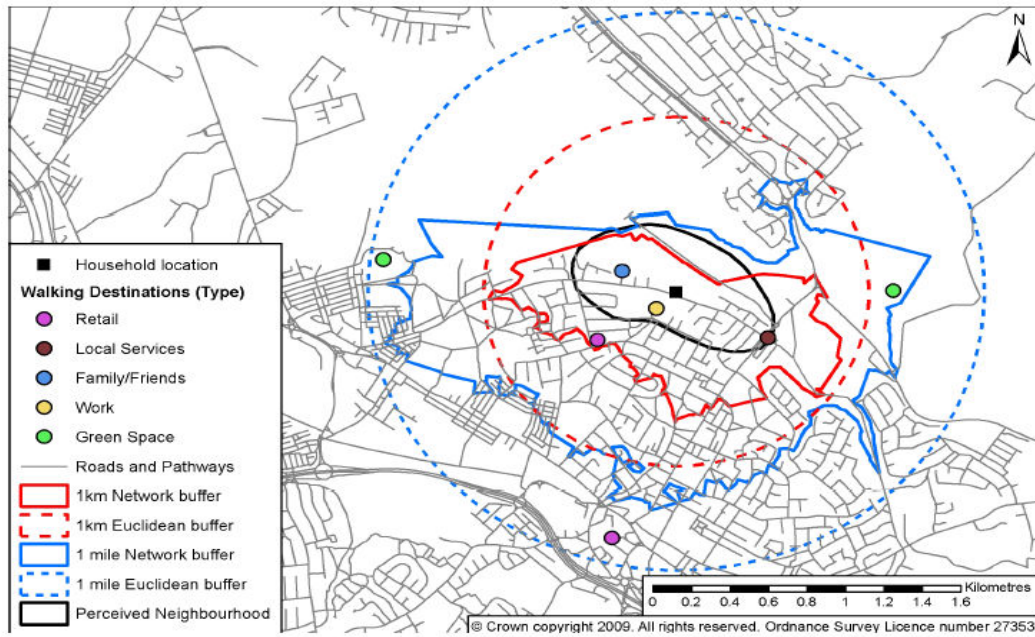 N
Household location
Walking Destinations (Type)
Retail
Local Services
Family/Friends
Work
Green Space
Roads and Pathways
1km Network buffer
1km Euclidean buffer
1 mile Network buffer
1 mile Euclidean buffer
Perceived Neighbourhood
Kilometres
0 0.2 0.4 0.6 0.8 1 1.2 1.4 1.6
© Crown copyright 2009. All rights reserved. Ordnance Survey Licence number 27353